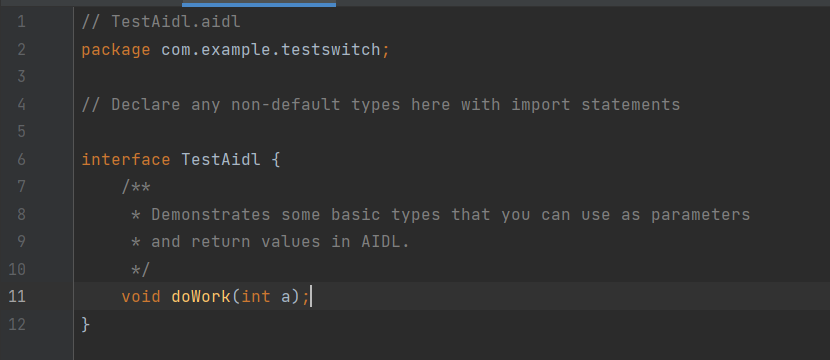 1 // TestAidl.aidl
2 package com.example.testswitch;
3
4 // Declare any non-default types here with import statements
5
6 interface TestAidl {
7     /**
8      * Demonstrates some basic types that you can use as parameters
9      * and return values in AIDL.
10      */
11     void doWork(int a);
12 }